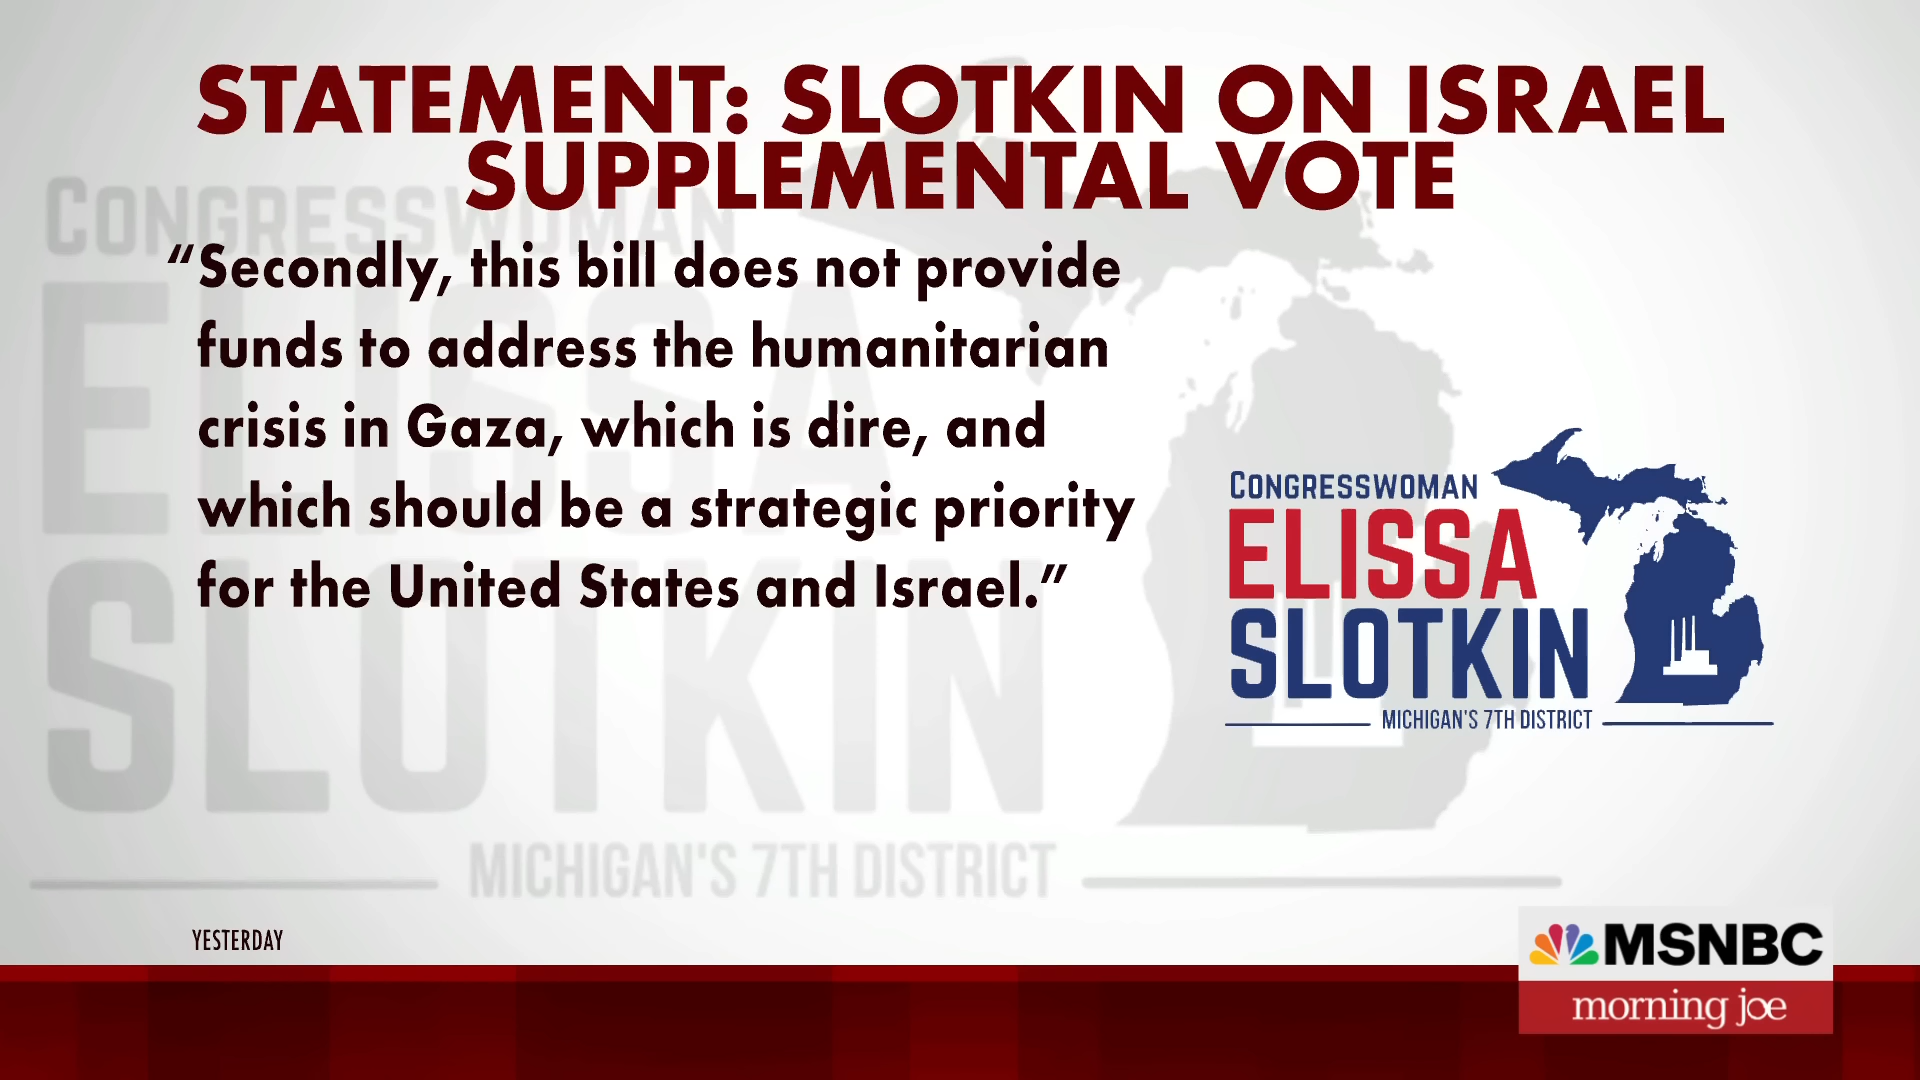 STATEMENT: SLOTKIN ON ISRAEL
SUPPLEMENTAL VOTE
“Secondly, this bill does not provide
funds to address the humanitarian
crisis in Gaza, which is dire, and
which should be a strategic priority
for the United States and Israel.”
CONGRESSWOMAN
ELISSA
SLOTKIN
MICHIGAN'S 7TH DISTRICT
CONGRESSWOMAN
ELISSA
SLOTKIN
MICHIGAN'S 7TH DISTRICT
YESTERDAY
MSNBC
morning joe